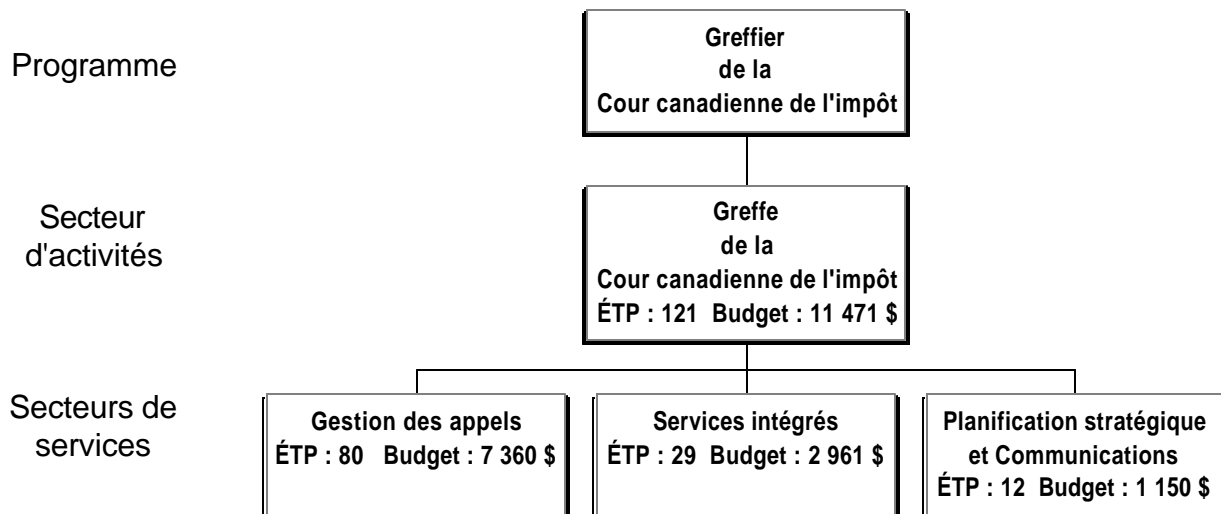 Programme
Greffier
de la
Cour canadienne de l'impôt
Secteur
d'activités
Greffe
de la
Cour canadienne de l'impôt
ÉTP : 121 Budget : 11 471 $
Secteurs de
services
Gestion des appels
ÉTP : 80 Budget : 7 360 $
Services intégrés
ÉTP : 29 Budget : 2 961 $
Planification stratégique
et Communications
ÉTP : 12 Budget : 1 150 $